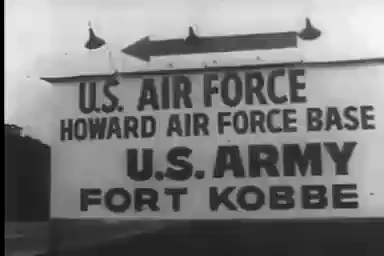 U.S. AIR FORCE
HOWARD AIR FORCE BASE
U.S. ARMY
FORT KOBBE